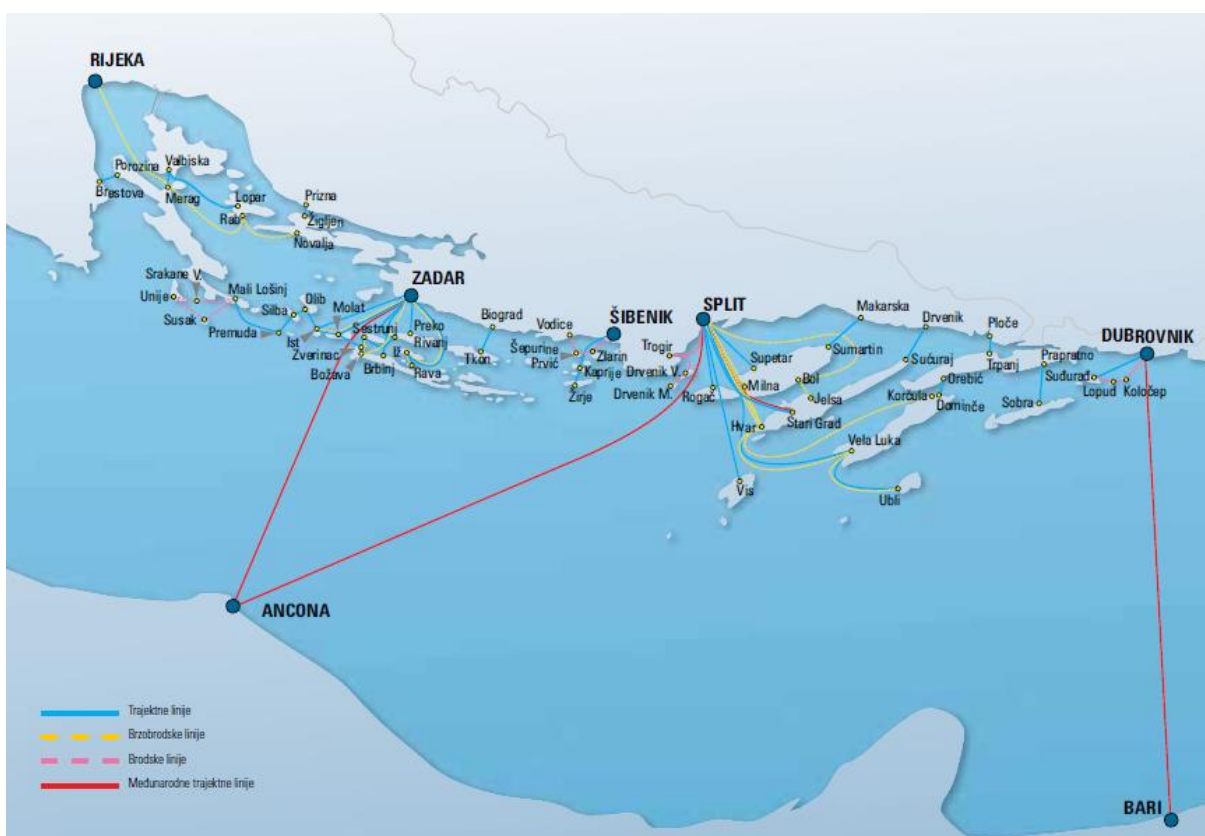 RIJEKA
Porozina
Valbiska
Brestova
Merag
Lopar
Rab
Prizna
Žigljen
Novalja
Srakane V.
Unije
Susak
Mali Lošinj
Silba
Olib
Premuda
Ist
Molat
ZADAR
Sestrunj
Zverinac
Božava
Brbinj
Iž
Preko
Rivanj
Rava
Biograd
Tkon
Vodice
ŠIBENIK
Šepurine
Prvić
Zlarin
Kaprije
Žirje
SPLIT
Trogir
Drvenik V.
Drvenik M.
Rogač
Supetar
Milna
Hvar
Stari Grad
Bol
Jelsa
Sumartin
Makarska
Drvenik
Sućuraj
Vis
Vela Luka
Ubli
Korčula
Orebić
Dominče
Ploče
Trpanj
Prapratno
Sobra
Suđurađ
Lopud
Koločep
DUBROVNIK
ANCONA
BARI
Trajektne linije
Brzobrodske linije
Brodske linije
Međunarodne trajektne linije